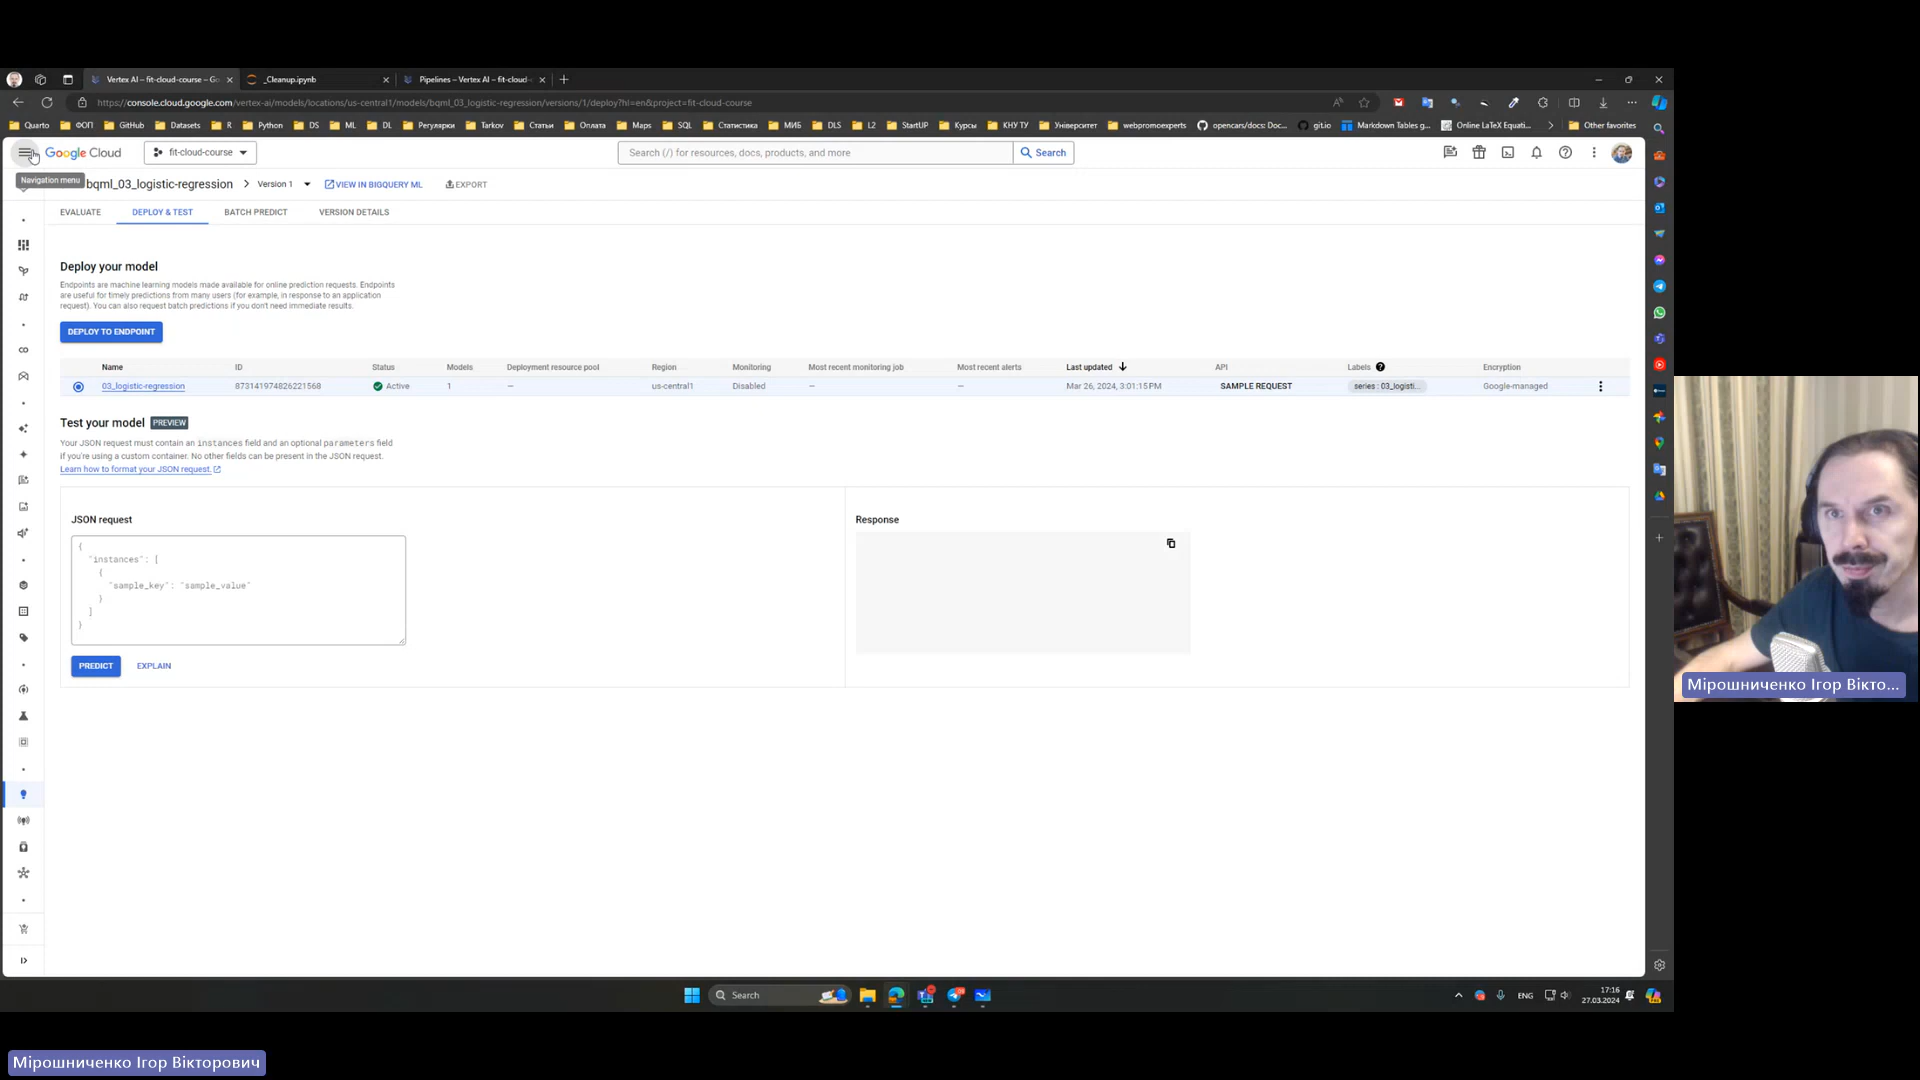 Vertex AI – fit-cloud-course – Go
_Cleanup.ipynb
Pipelines – Vertex AI – fit-cloud-
https://console.cloud.google.com/vertex-ai/models/locations/us-central1/models/bqml_03_logistic-regression/versions/1/deploy?hl=en&project=fit-cloud-course
Quarto
ФОП
GitHub
Datasets
R
Python
DS
ML
DL
Регулярки
Tarkov
Статьи
Оплата
Maps
SQL
Статистика
МИБ
DLS
L2
StartUP
Курсы
КНУ ТУ
Університет
webpromoexperts
opencars/docs: Doc...
git.io
Markdown Tables g...
Online LaTeX Equati...
Other favorites
Google Cloud
fit-cloud-course
Search (/) for resources, docs, products, and more
Search
Navigation menu
bqml_03_logistic-regression
Version 1
VIEW IN BIGQUERY ML
EXPORT
EVALUATE
DEPLOY & TEST
BATCH PREDICT
VERSION DETAILS
Deploy your model
Endpoints are machine learning models made available for online prediction requests. Endpoints
are useful for timely predictions from many users (for example, in response to an application
request). You can also request batch predictions if you don't need immediate results.
DEPLOY TO ENDPOINT
Name ID Status Models Deployment resource pool Region Monitoring Most recent monitoring job Most recent alerts Last updated API Labels Encryption
03_logistic-regression 873141974826221568 Active 1 — us-central1 Disabled — — Mar 26, 2024, 3:01:15 PM SAMPLE REQUEST series : 03_logisti... Google-managed
Test your model PREVIEW
Your JSON request must contain an instances field and an optional parameters field
if you're using a custom container. No other fields can be present in the JSON request.
Learn how to format your JSON request.
JSON request
{
"instances": [
{
"sample_key": "sample_value"
}
]
}
PREDICT
EXPLAIN
Response
Search
ENG
17:16
27.03.2024
Мірошниченко Ігор Вікто...
Мірошниченко Ігор Вікторович